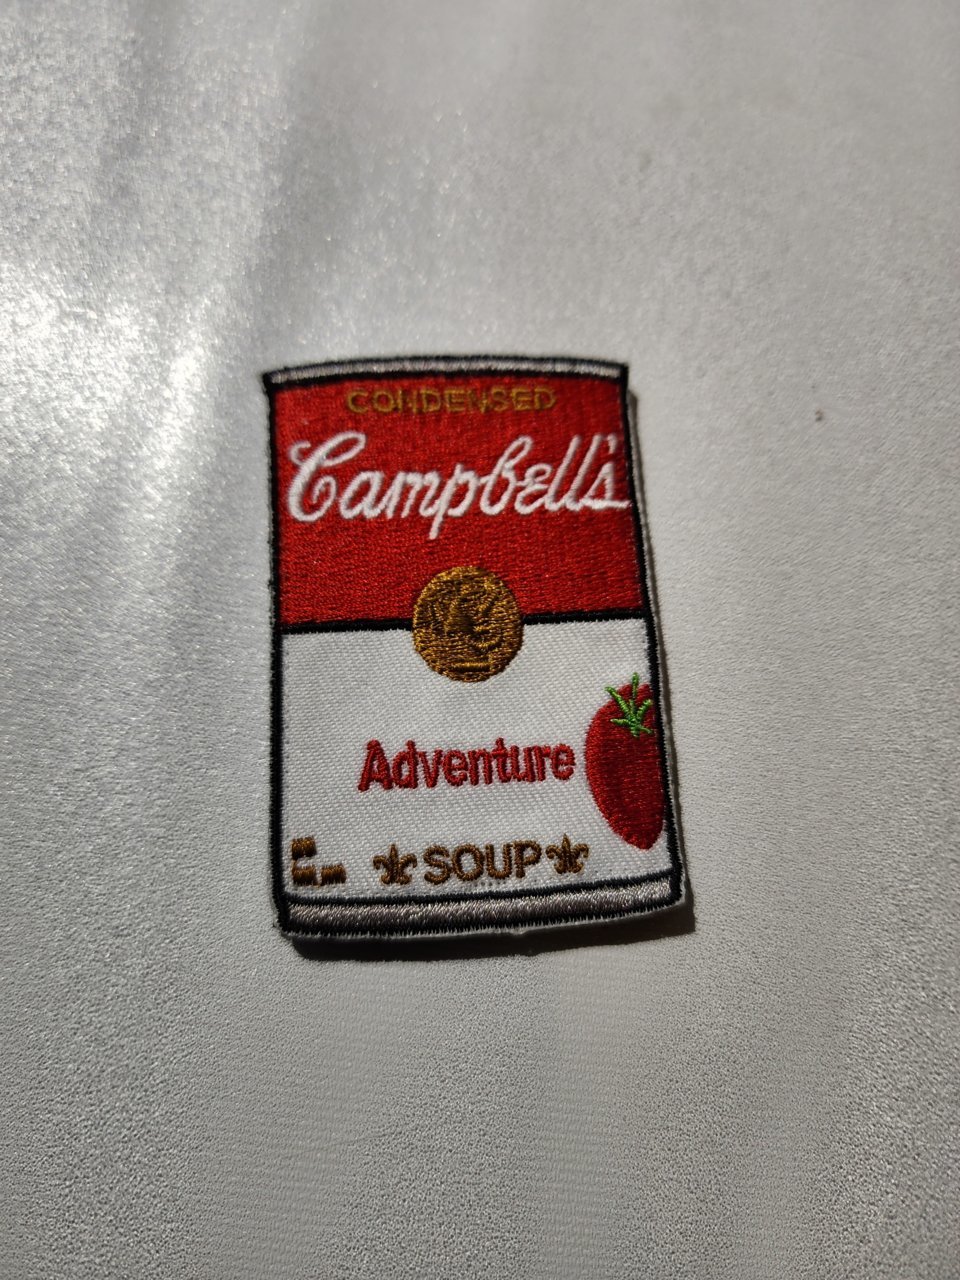 CONDENSED
Campbell's
Adventure
SOUP